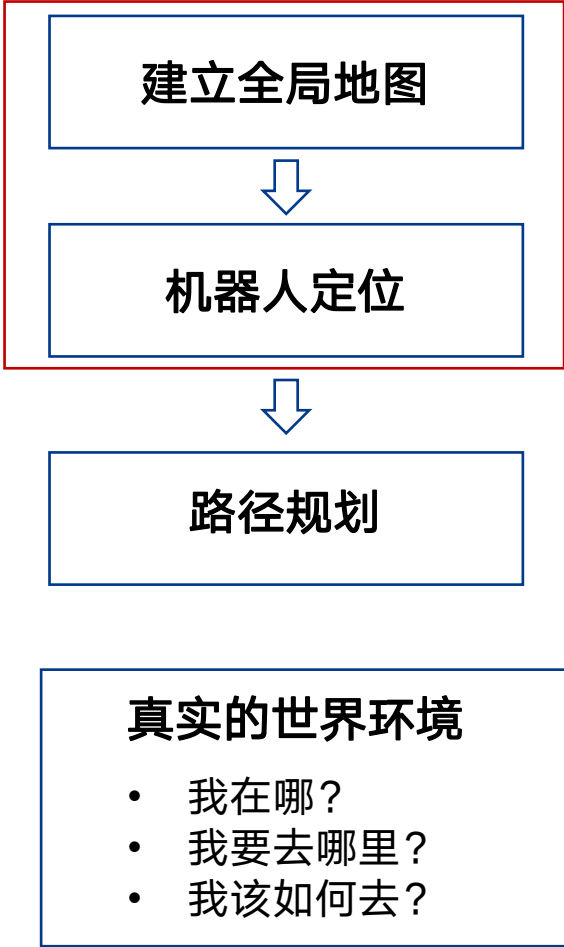 建立全局地图
机器人定位
路径规划
真实的世界环境
• 我在哪？
• 我要去哪里？
• 我该如何去？